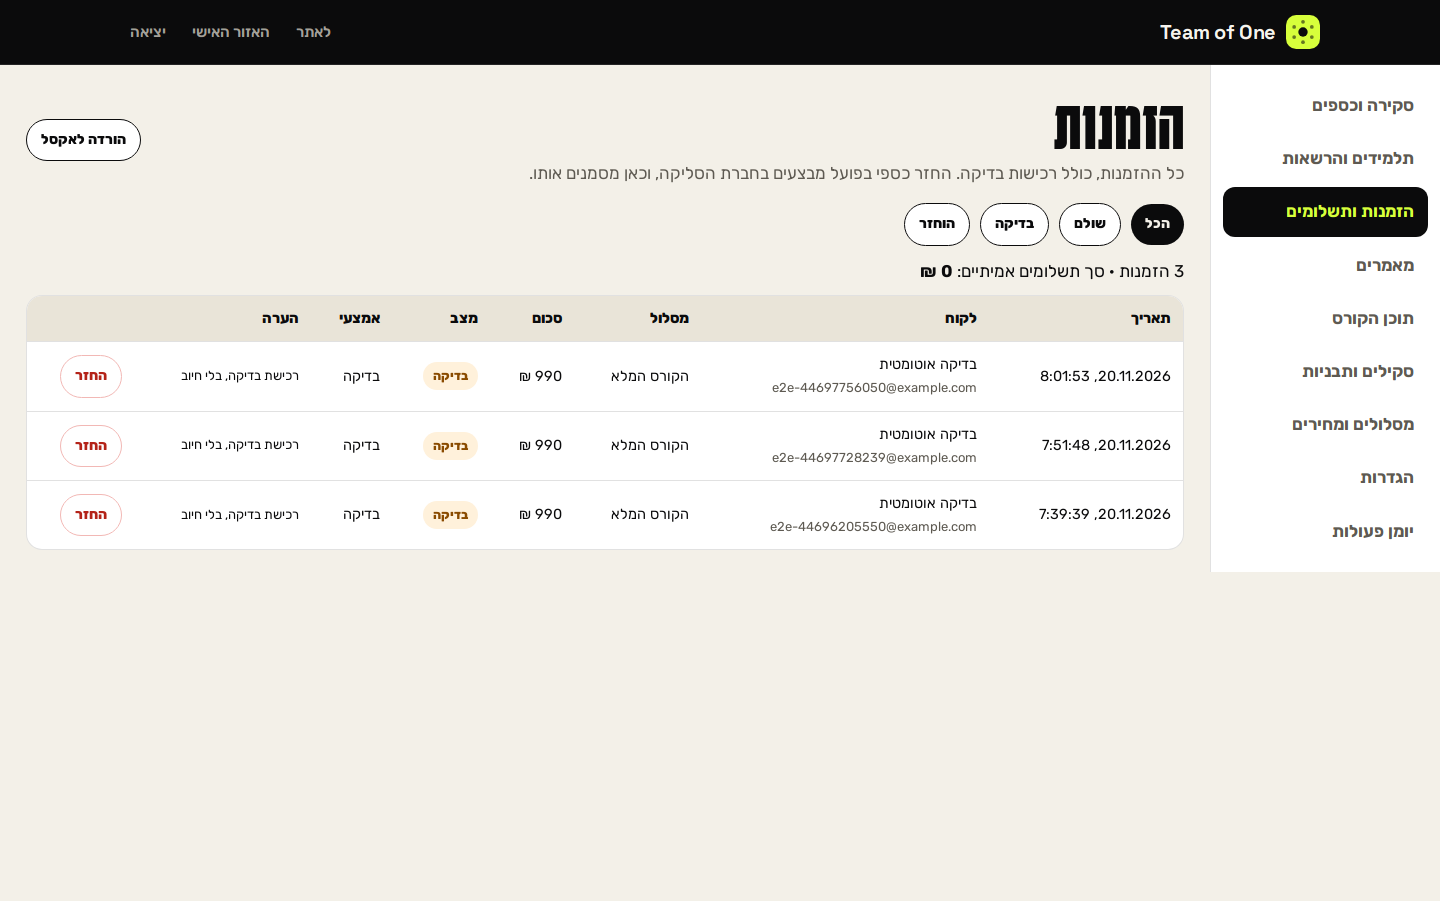 Team of One
לאתר
האזור האישי
יציאה
סקירה וכספים
תלמידים והרשאות
הזמנות ותשלומים
מאמרים
תוכן הקורס
סקילים ותבניות
מסלולים ומחירים
הגדרות
יומן פעולות
הזמנות
הורדה לאקסל
כל ההזמנות, כולל רכישות בדיקה. החזר כספי בפועל מבצעים בחברת הסליקה, וכאן מסמנים אותו.
הכל
שולם
בדיקה
הוחזר
3 הזמנות · סך תשלומים אמיתיים: 0 ₪
תאריך לקוח מסלול סכום מצב אמצעי הערה
20.11.2026, 8:01:53 בדיקה אוטומטית הקורס המלא 990 ₪ בדיקה בדיקה רכישת בדיקה, בלי חיוב החזר
e2e-44697756050@example.com
20.11.2026, 7:51:48 בדיקה אוטומטית הקורס המלא 990 ₪ בדיקה בדיקה רכישת בדיקה, בלי חיוב החזר
e2e-44697728239@example.com
20.11.2026, 7:39:39 בדיקה אוטומטית הקורס המלא 990 ₪ בדיקה בדיקה רכישת בדיקה, בלי חיוב החזר
e2e-44696205550@example.com